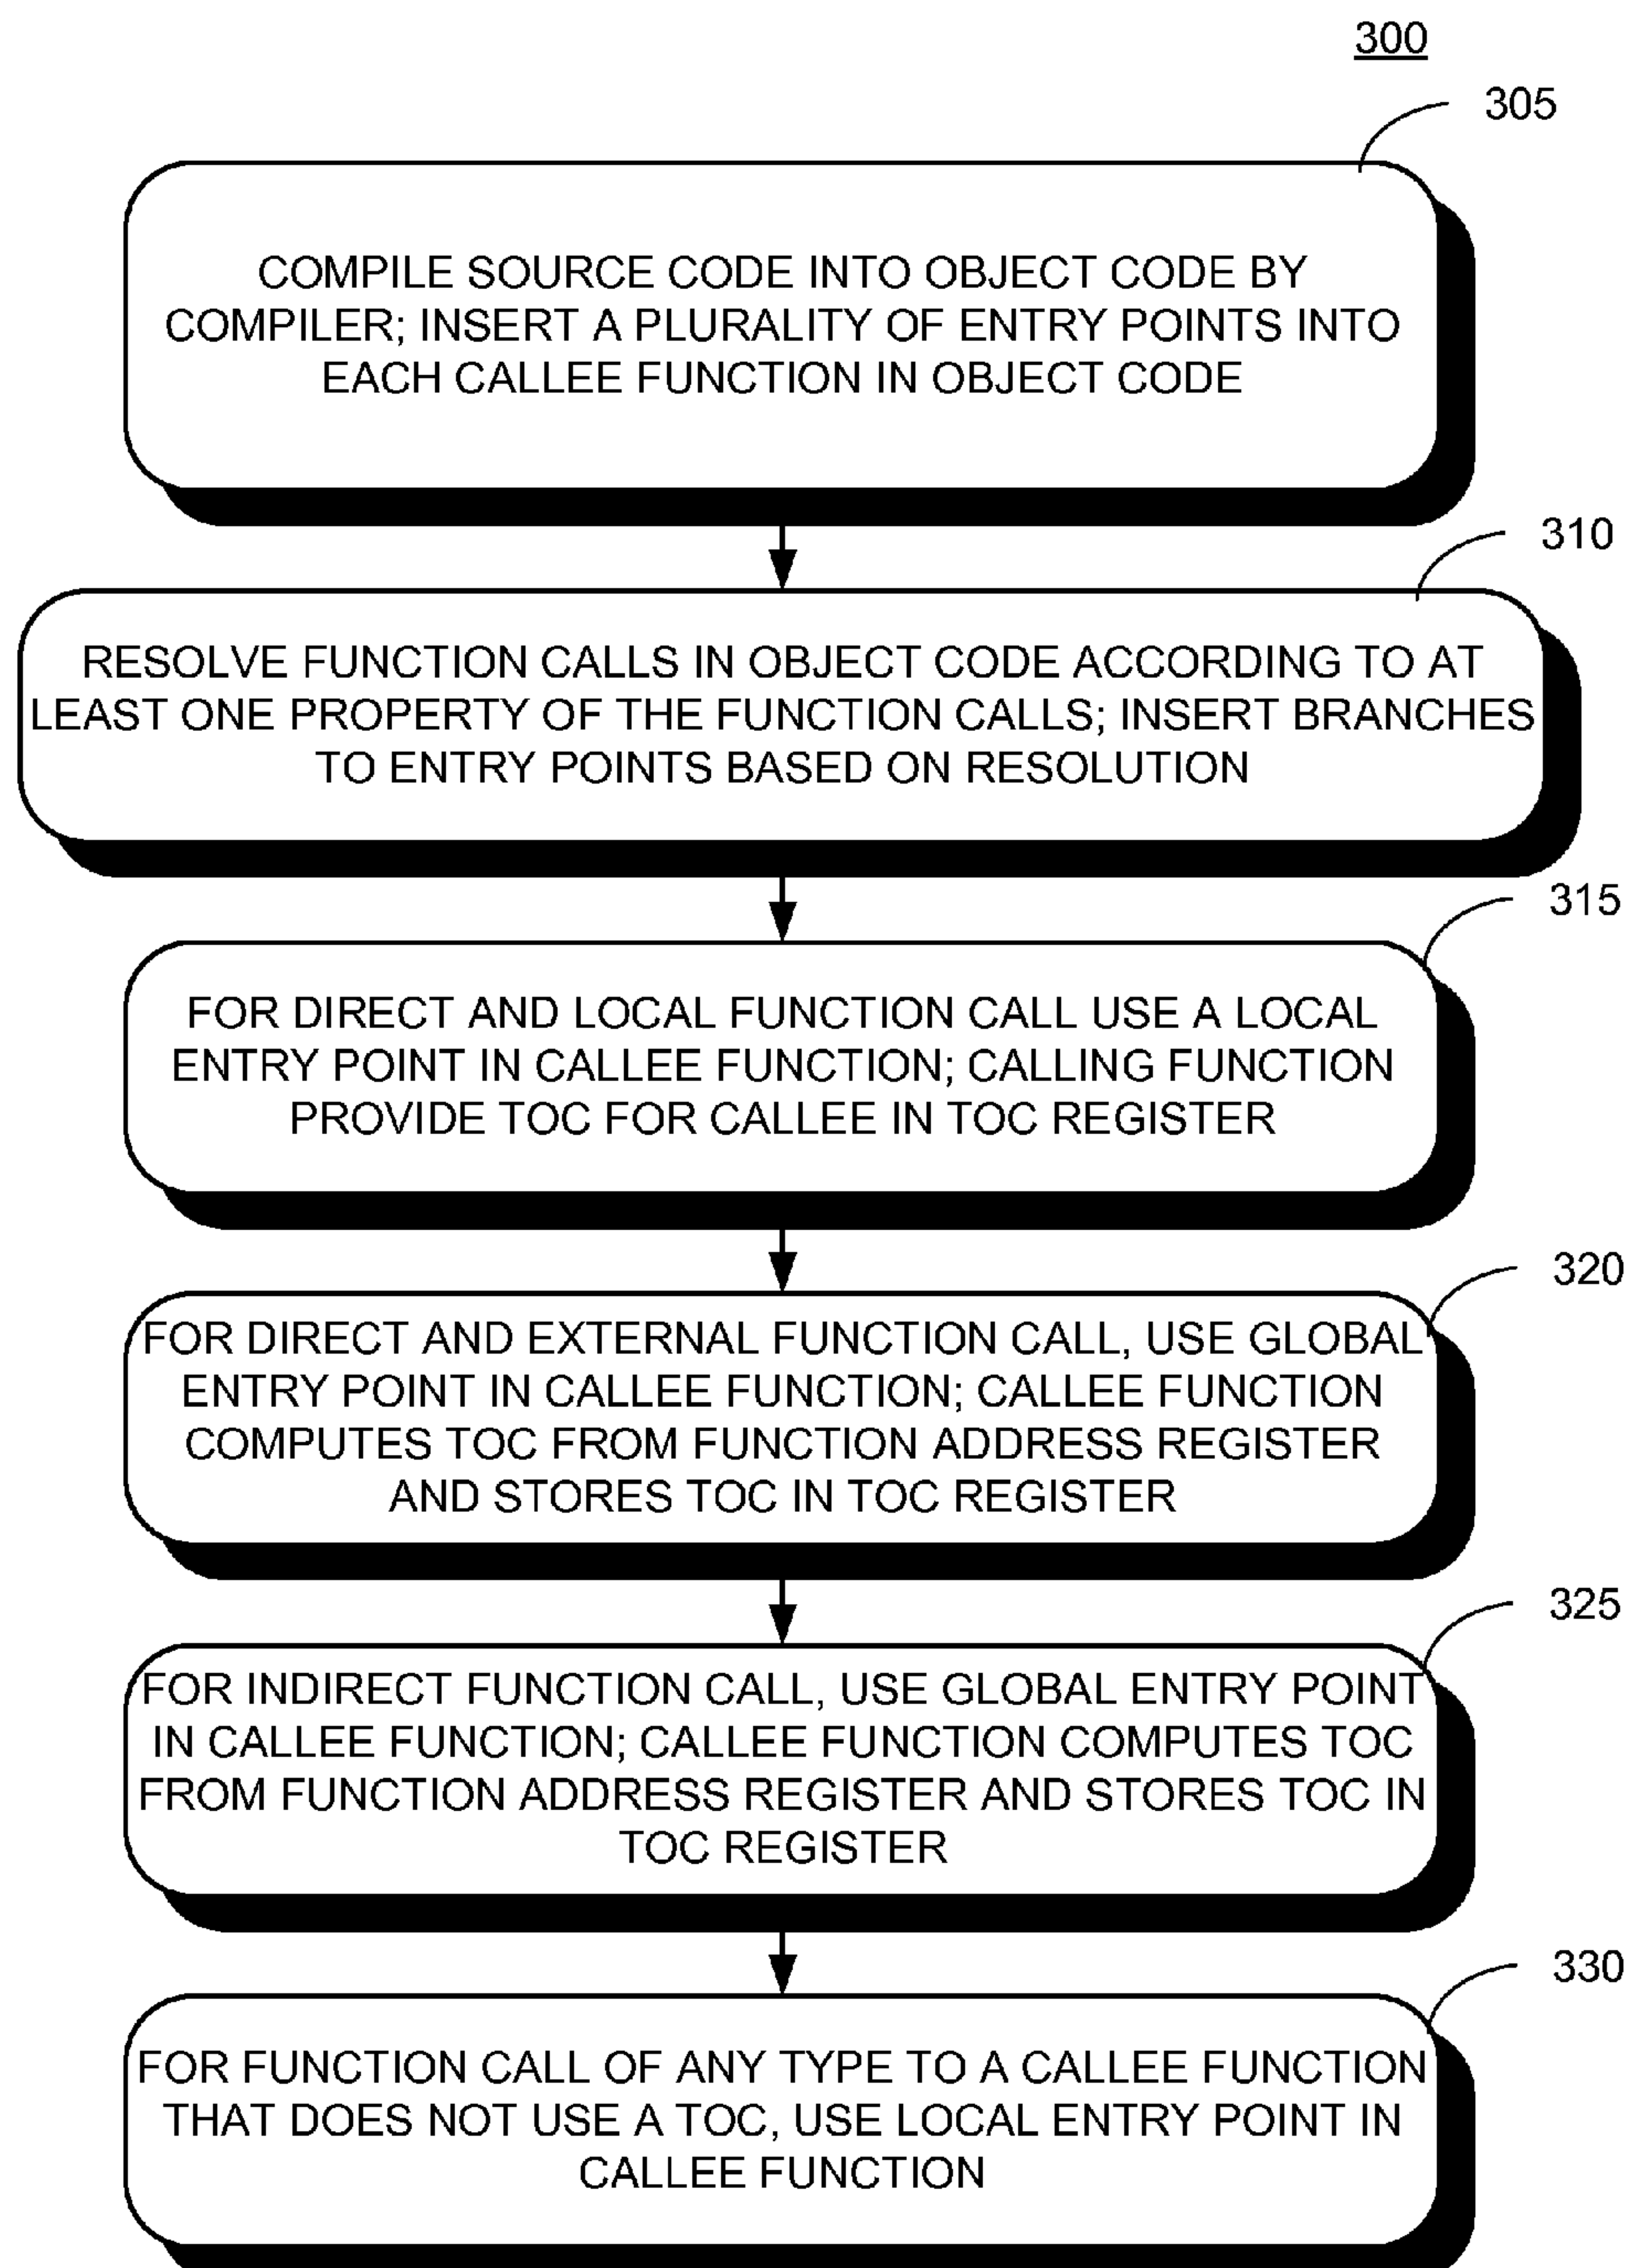 300
305
COMPILE SOURCE CODE INTO OBJECT CODE BY
COMPILER; INSERT A PLURALITY OF ENTRY POINTS INTO
EACH CALLEE FUNCTION IN OBJECT CODE
310
RESOLVE FUNCTION CALLS IN OBJECT CODE ACCORDING TO AT
LEAST ONE PROPERTY OF THE FUNCTION CALLS; INSERT BRANCHES
TO ENTRY POINTS BASED ON RESOLUTION
315
FOR DIRECT AND LOCAL FUNCTION CALL USE A LOCAL
ENTRY POINT IN CALLEE FUNCTION; CALLING FUNCTION
PROVIDE TOC FOR CALLEE IN TOC REGISTER
320
FOR DIRECT AND EXTERNAL FUNCTION CALL, USE GLOBAL
ENTRY POINT IN CALLEE FUNCTION; CALLEE FUNCTION
COMPUTES TOC FROM FUNCTION ADDRESS REGISTER
AND STORES TOC IN TOC REGISTER
325
FOR INDIRECT FUNCTION CALL, USE GLOBAL ENTRY POINT
IN CALLEE FUNCTION; CALLEE FUNCTION COMPUTES TOC
FROM FUNCTION ADDRESS REGISTER AND STORES TOC IN
TOC REGISTER
330
FOR FUNCTION CALL OF ANY TYPE TO A CALLEE FUNCTION
THAT DOES NOT USE A TOC, USE LOCAL ENTRY POINT IN
CALLEE FUNCTION